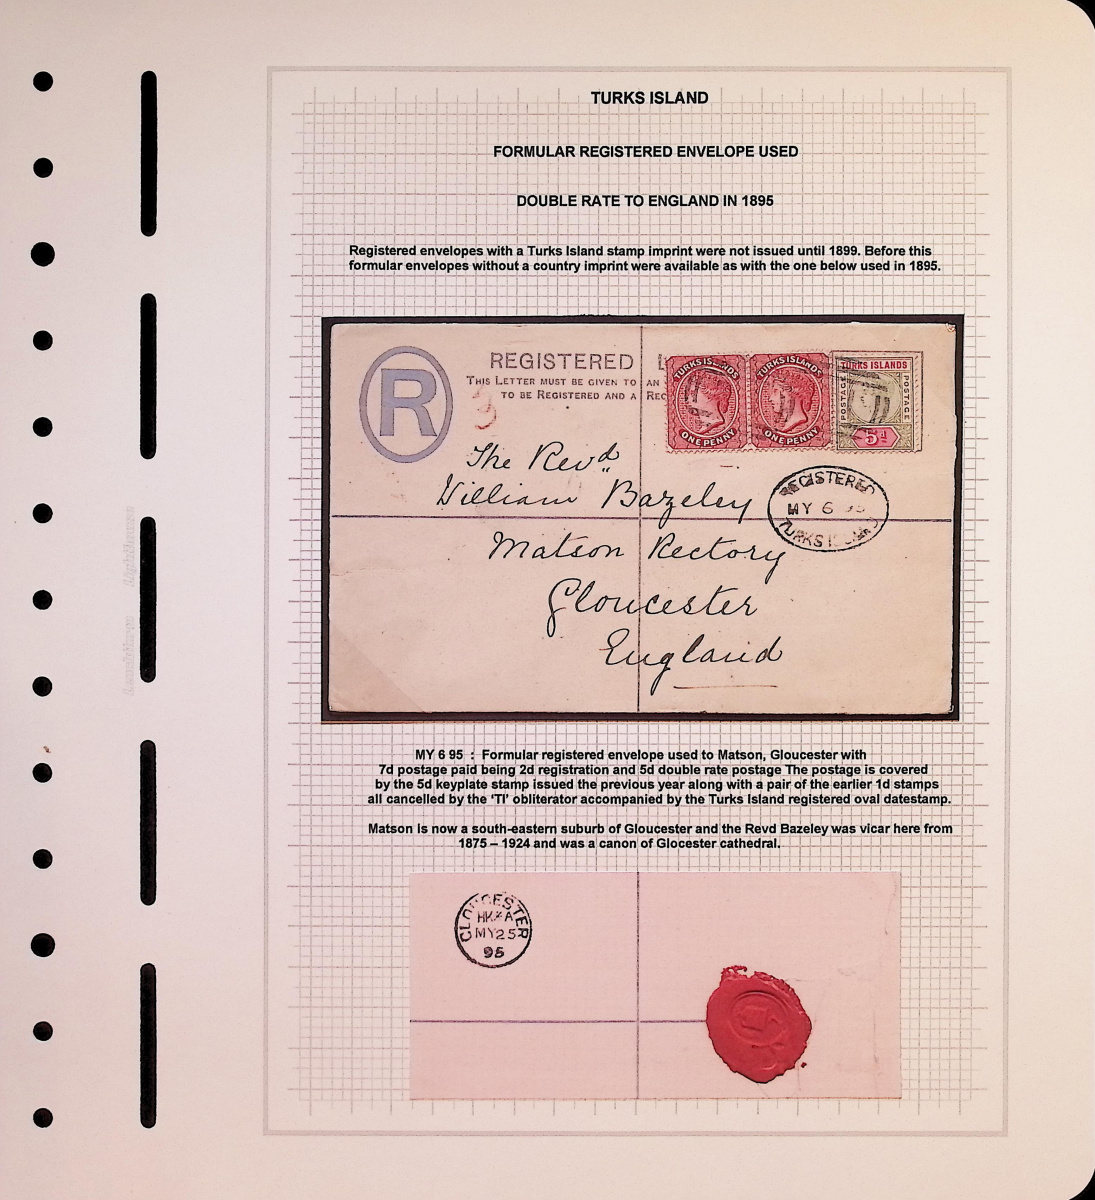 TURKS ISLAND
FORMULAR REGISTERED ENVELOPE USED
DOUBLE RATE TO ENGLAND IN 1895
Registered envelopes with a Turks Island stamp imprint were not issued until 1899. Before this
formular envelopes without a country imprint were available as with the one below used in 1895.
R
REGISTERED L
THIS LETTER MUST BE GIVEN TO AN
TO BE REGISTERED AND A REC
TURKS ISLANDS
ONE PENNY
TURKS ISLANDS
ONE PENNY
TURKS ISLANDS
POSTAGE
POSTAGE
5d
The Revd
William Bazeley
REGISTERED
MY 6 95
TURKS ISLAND
Matson Rectory
Gloucester
England
MY 6 95 : Formular registered envelope used to Matson, Gloucester with
7d postage paid being 2d registration and 5d double rate postage The postage is covered
by the 5d keyplate stamp issued the previous year along with a pair of the earlier 1d stamps
all cancelled by the ‘TI’ obliterator accompanied by the Turks Island registered oval datestamp.
Matson is now a south-eastern suburb of Gloucester and the Revd Bazeley was vicar here from
1875 – 1924 and was a canon of Glocester cathedral.
GLOUCESTER
MY 25
95